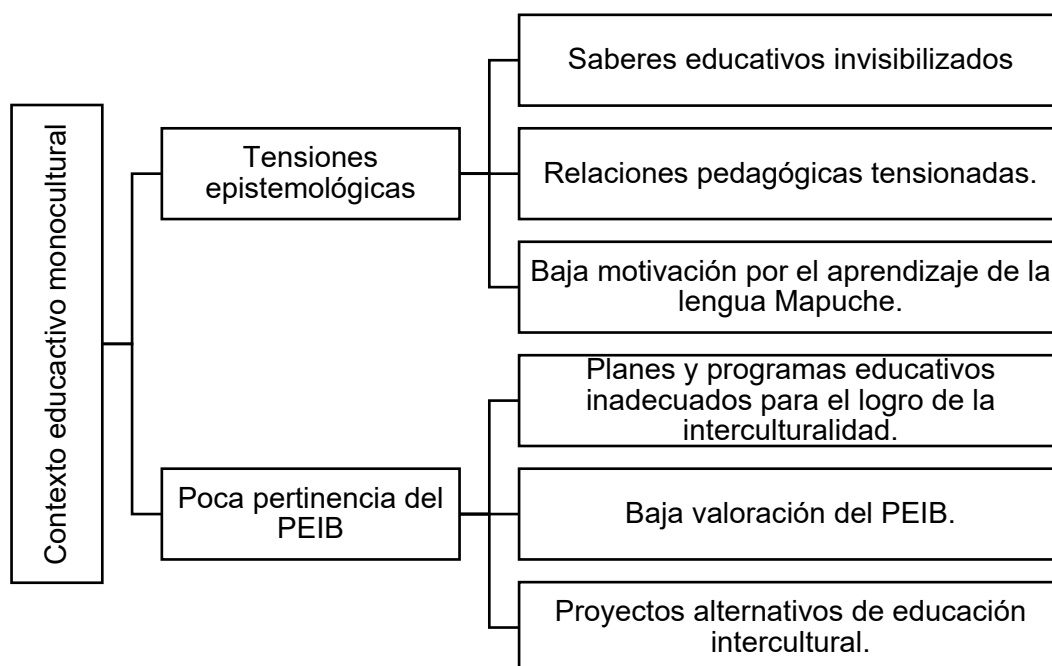 Contexto educactivo monocultural
Tensiones
epistemológicas
Saberes educativos invisibilizados
Relaciones pedagógicas tensionadas.
Baja motivación por el aprendizaje de la
lengua Mapuche.
Poca pertinencia del
PEIB
Planes y programas educativos
inadecuados para el logro de la
interculturalidad.
Baja valoración del PEIB.
Proyectos alternativos de educación
intercultural.